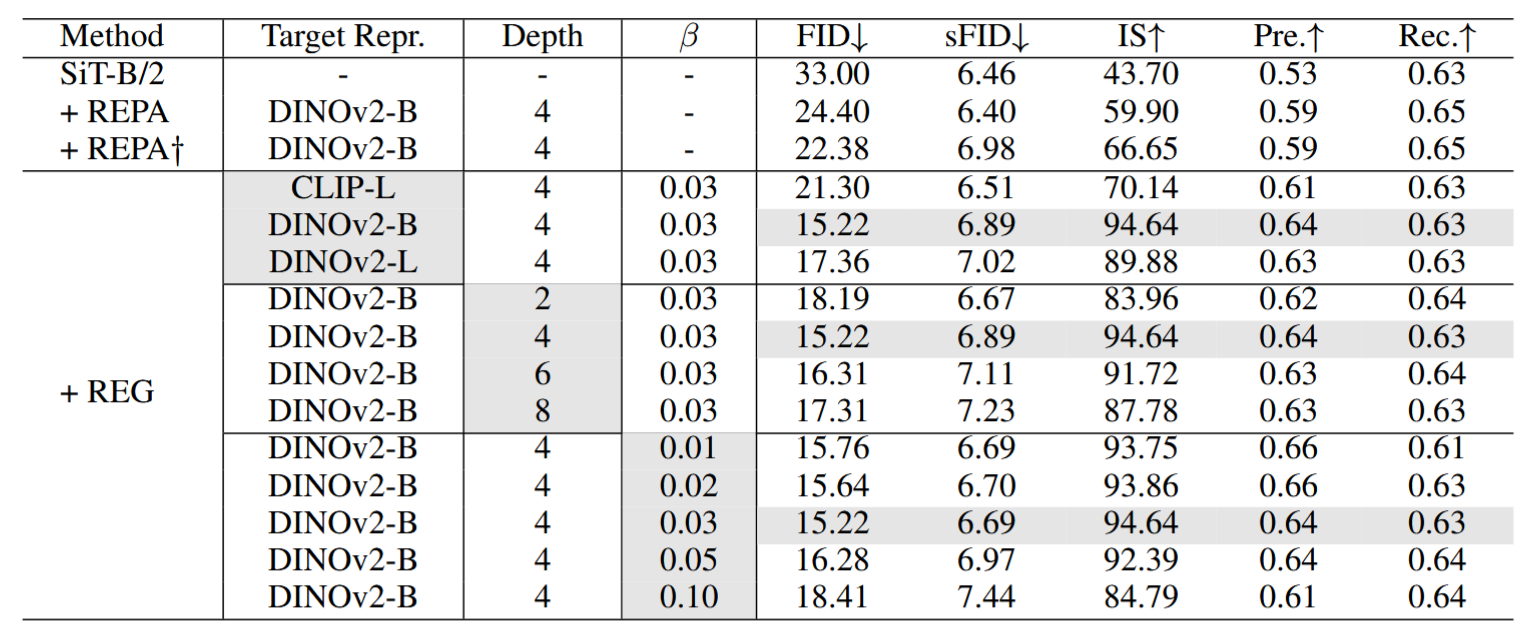 Method Target Repr. Depth β FID↓ sFID↓ IS↑ Pre.↑ Rec.↑
SiT-B/2 - - - 33.00 6.46 43.70 0.53 0.63
+ REPA DINOv2-B 4 - 24.40 6.40 59.90 0.59 0.65
+ REPA† DINOv2-B 4 - 22.38 6.98 66.65 0.59 0.65
CLIP-L 4 0.03 21.30 6.51 70.14 0.61 0.63
DINOv2-B 4 0.03 15.22 6.89 94.64 0.64 0.63
DINOv2-L 4 0.03 17.36 7.02 89.88 0.63 0.63
DINOv2-B 2 0.03 18.19 6.67 83.96 0.62 0.64
DINOv2-B 4 0.03 15.22 6.89 94.64 0.64 0.63
DINOv2-B 6 0.03 16.31 7.11 91.72 0.63 0.64
+ REG
DINOv2-B 8 0.03 17.31 7.23 87.78 0.63 0.63
DINOv2-B 4 0.01 15.76 6.69 93.75 0.66 0.61
DINOv2-B 4 0.02 15.64 6.70 93.86 0.66 0.63
DINOv2-B 4 0.03 15.22 6.69 94.64 0.64 0.63
DINOv2-B 4 0.05 16.28 6.97 92.39 0.64 0.64
DINOv2-B 4 0.10 18.41 7.44 84.79 0.61 0.64